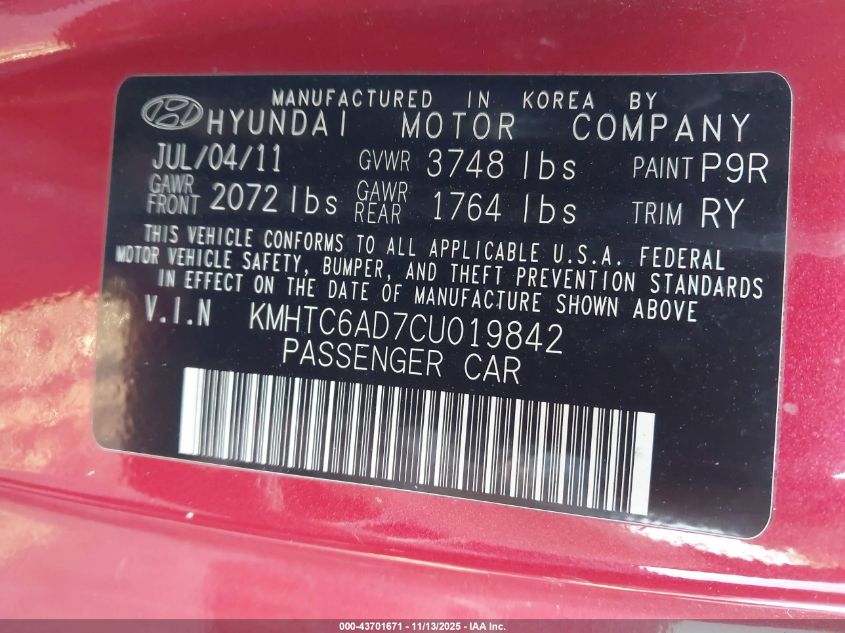 MANUFACTURED IN KOREA BY
HYUNDAI MOTOR COMPANY
JUL/04/11 GVWR 3748 lbs PAINT P9R
GAWR FRONT 2072 lbs GAWR REAR 1764 lbs TRIM RY
THIS VEHICLE CONFORMS TO ALL APPLICABLE U.S.A. FEDERAL
MOTOR VEHICLE SAFETY, BUMPER, AND THEFT PREVENTION STANDARDS
IN EFFECT ON THE DATE OF MANUFACTURE SHOWN ABOVE
V.I.N KMHTC6AD7CU019842
PASSENGER CAR
000-43701671 - 11/13/2025 - IAA Inc.